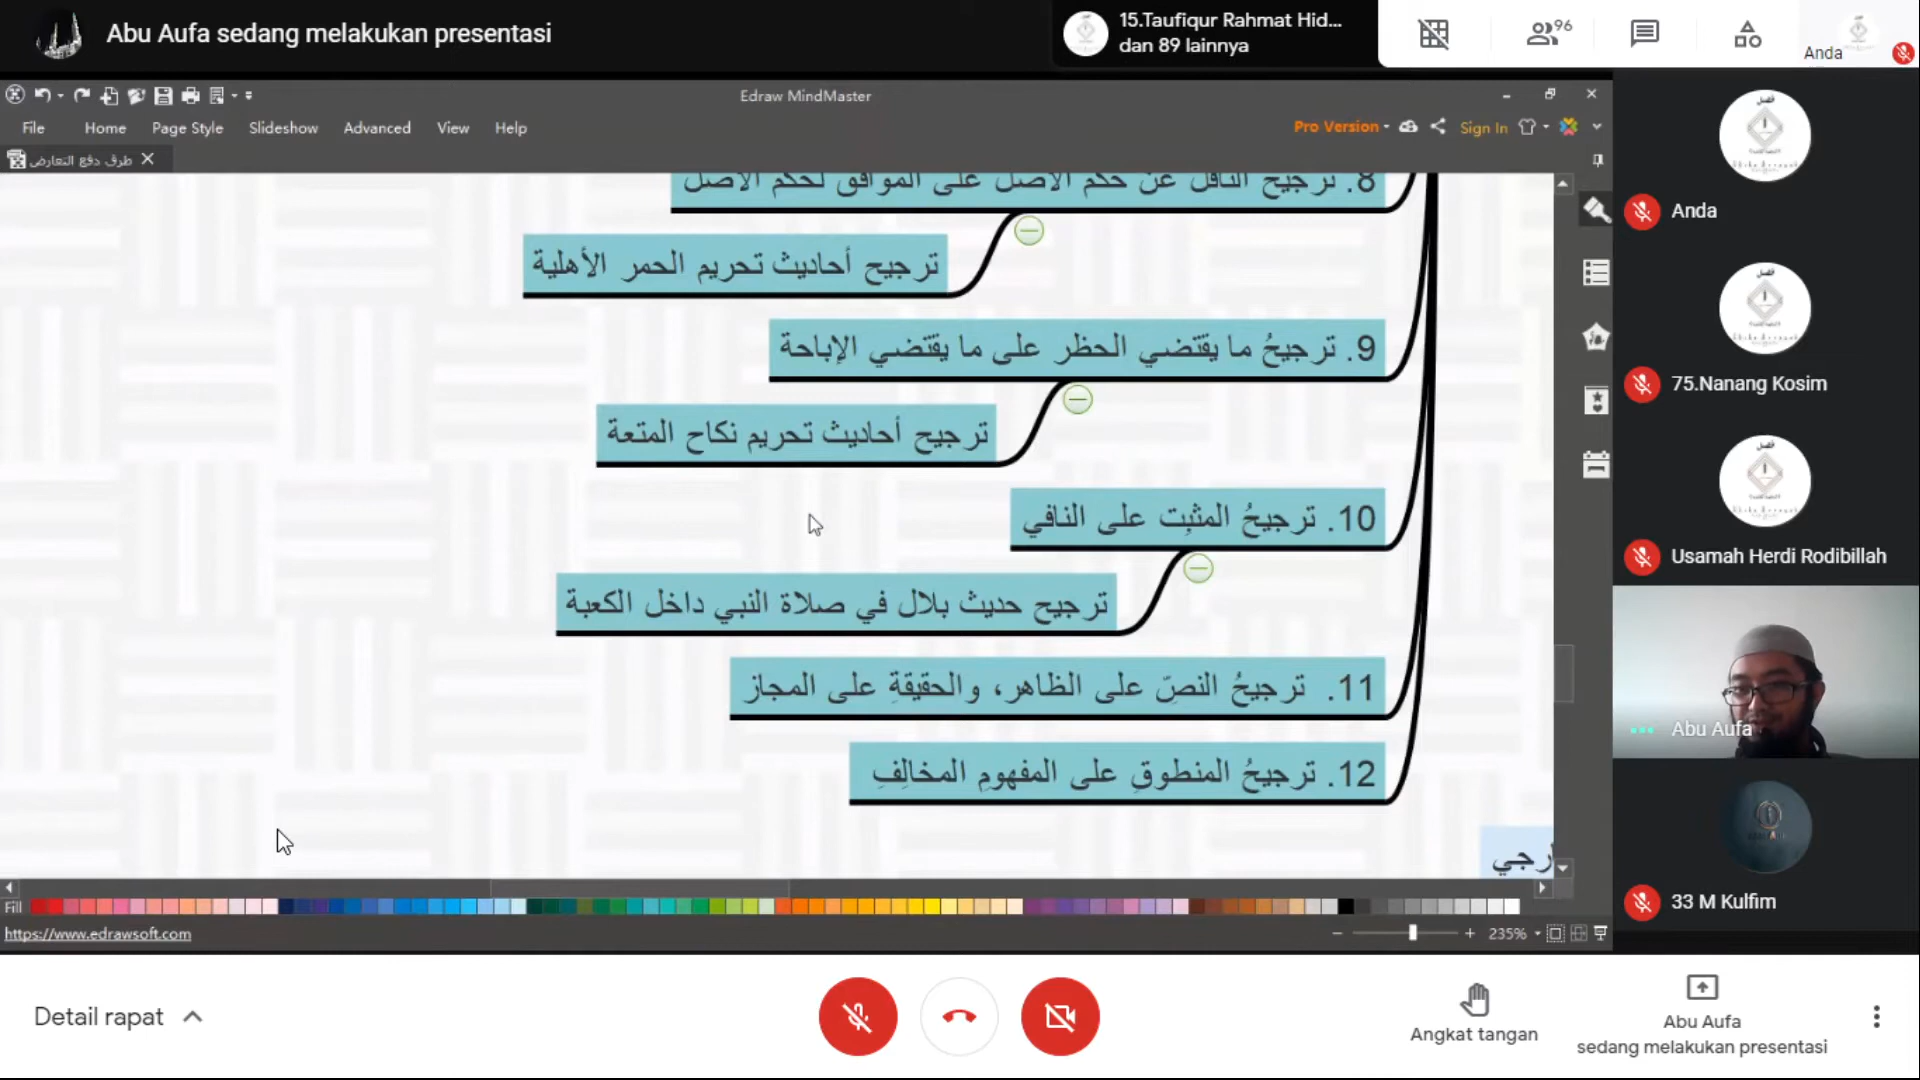 Abu Aufa sedang melakukan presentasi
15.Taufiqur Rahmat Hid...
dan 89 lainnya
96
Anda
Edraw MindMaster
File Home Page Style Slideshow Advanced View Help
Pro Version
Sign In
طرق دفع التعارض
8. ترجيح الناقل عن حكم الأصل على الموافق لحكم الأصل
ترجيح أحاديث تحريم الحمر الأهلية
9. ترجيحُ ما يقتضي الحظر على ما يقتضي الإباحة
ترجيح أحاديث تحريم نكاح المتعة
10. ترجيحُ المثبِت على النافي
ترجيح حديث بلال في صلاة النبي داخل الكعبة
11. ترجيحُ النصِّ على الظاهر، والحقيقةِ على المجاز
12. ترجيحُ المنطوقِ على المفهومِ المخالِفِ
رجي
Fill
https://www.edrawsoft.com
235%
فصل
Anda
فصل
75.Nanang Kosim
فصل
Usamah Herdi Rodibillah
Abu Aufa
33 M Kulfim
Detail rapat
Angkat tangan
Abu Aufa
sedang melakukan presentasi